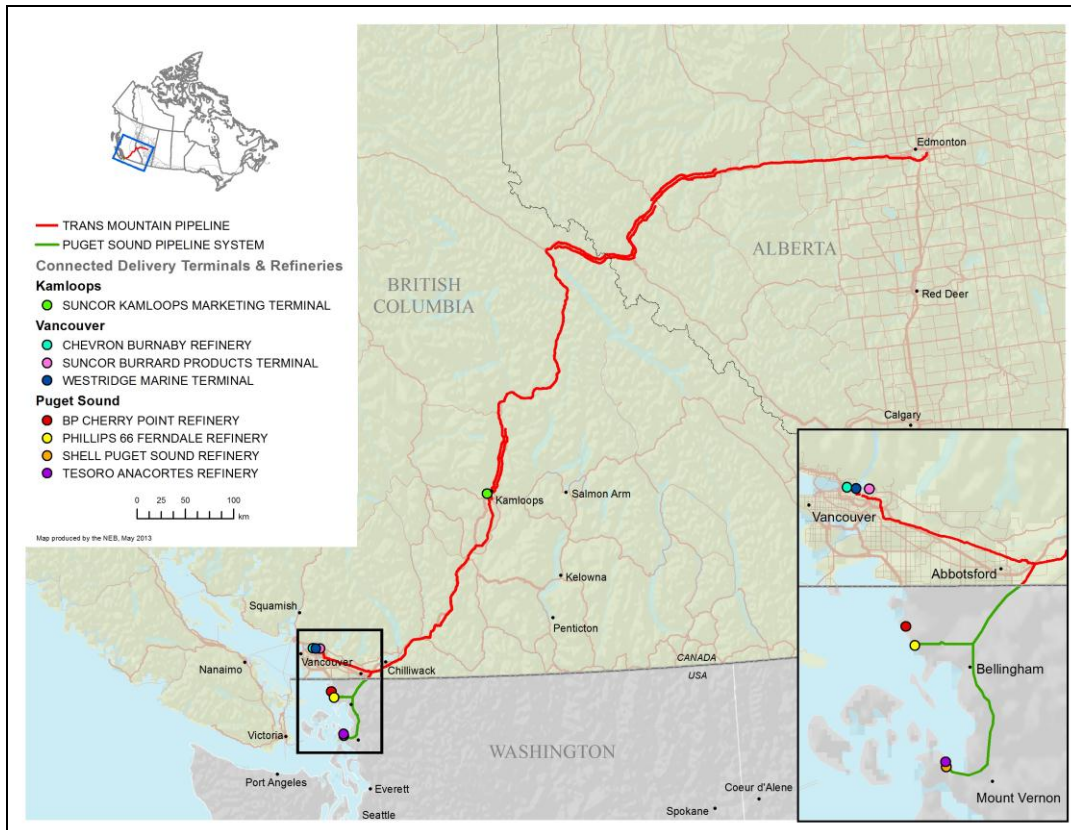 TRANS MOUNTAIN PIPELINE
PUGET SOUND PIPELINE SYSTEM
Connected Delivery Terminals & Refineries
Kamloops
SUNCOR KAMLOOPS MARKETING TERMINAL
Vancouver
CHEVRON BURNABY REFINERY
SUNCOR BURRARD PRODUCTS TERMINAL
WESTRIDGE MARINE TERMINAL
Puget Sound
BP CHERRY POINT REFINERY
PHILLIPS 66 FERNDALE REFINERY
SHELL PUGET SOUND REFINERY
TESORO ANACORTES REFINERY
0 25 50 100
km
Map produced by the NEB, May 2013
Edmonton
ALBERTA
BRITISH
COLUMBIA
Red Deer
Calgary
Kamloops
Salmon Arm
Kelowna
Penticton
Squamish
Nanaimo
Vancouver
Chilliwack
CANADA
USA
Victoria
WASHINGTON
Port Angeles
Everett
Seattle
Coeur d'Alene
Spokane
Vancouver
Abbotsford
Bellingham
Mount Vernon